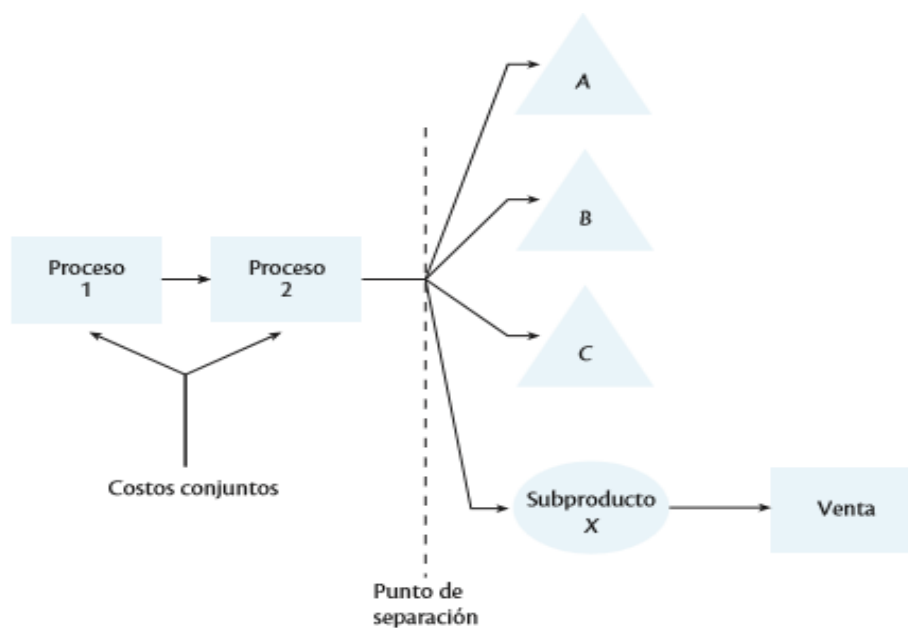 A
B
Proceso
1
Proceso
2
C
Costos conjuntos
Subproducto
X
Venta
Punto de
separación